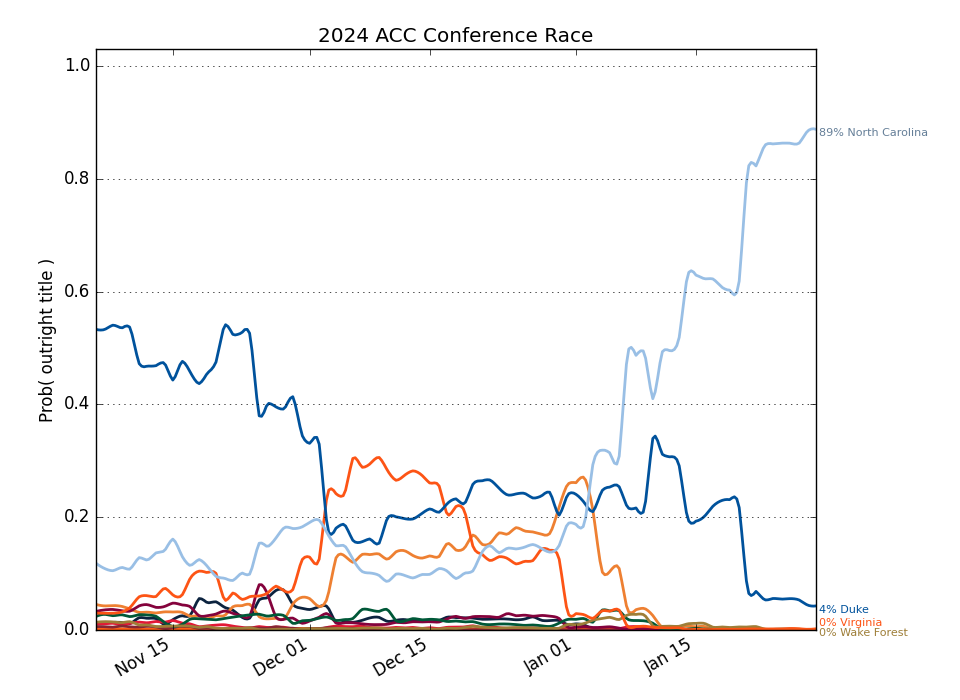 2024 ACC Conference Race
Prob( outright title )
1.0
0.8
0.6
0.4
0.2
0.0
Nov 15
Dec 01
Dec 15
Jan 01
Jan 15
89% North Carolina
4% Duke
0% Virginia
0% Wake Forest